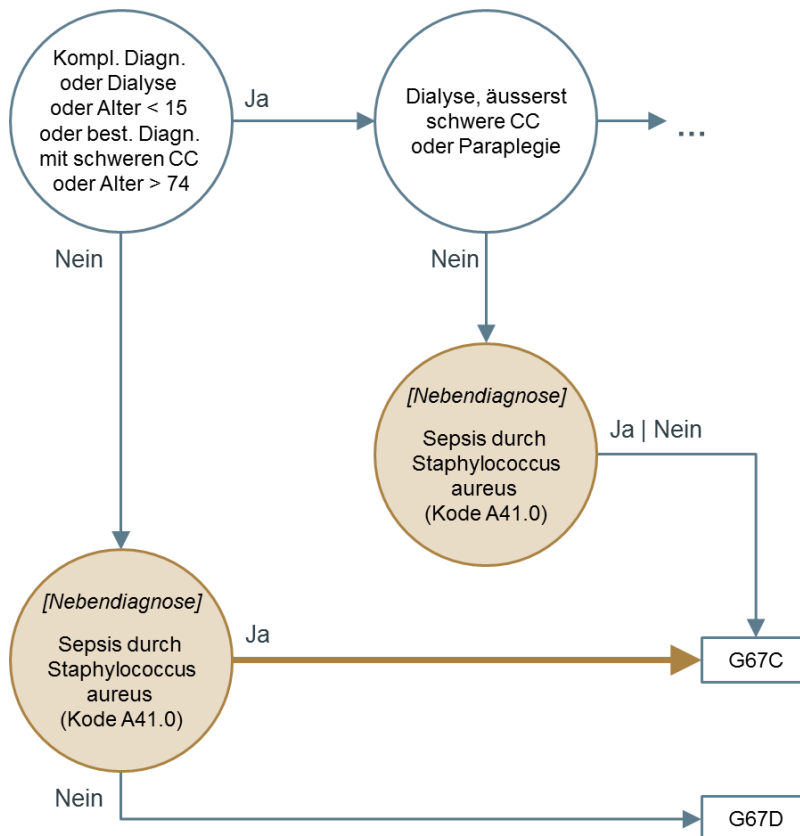 Kompl. Diagn.
oder Dialyse
oder Alter < 15
oder best. Diagn.
mit schweren CC
oder Alter > 74
Ja
Dialyse, äusserst
schwere CC
oder Paraplegie
...
Nein
Nein
[Nebendiagnose]
Sepsis durch
Staphylococcus
aureus
(Kode A41.0)
Ja | Nein
[Nebendiagnose]
Sepsis durch
Staphylococcus
aureus
(Kode A41.0)
Ja
G67C
Nein
G67D